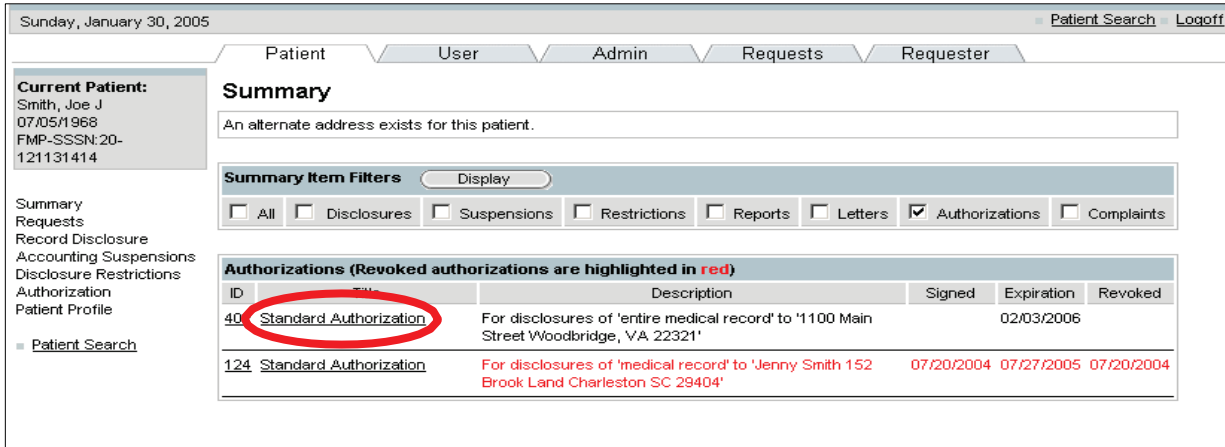 Sunday, January 30, 2005
Patient Search Logoff
Patient User Admin Requests Requester
Current Patient:
Smith, Joe J
07/05/1968
FMP-SSSN:20-
121131414
Summary
Requests
Record Disclosure
Accounting Suspensions
Disclosure Restrictions
Authorization
Patient Profile
Patient Search
Summary
An alternate address exists for this patient.
Summary Item Filters Display
All Disclosures Suspensions Restrictions Reports Letters Authorizations Complaints
Authorizations (Revoked authorizations are highlighted in red)
ID Title Description Signed Expiration Revoked
40 Standard Authorization For disclosures of 'entire medical record' to '1100 Main 02/03/2006
Street Woodbridge, VA 22321'
124 Standard Authorization For disclosures of 'medical record' to 'Jenny Smith 152 07/20/2004 07/27/2005 07/20/2004
Brook Land Charleston SC 29404'